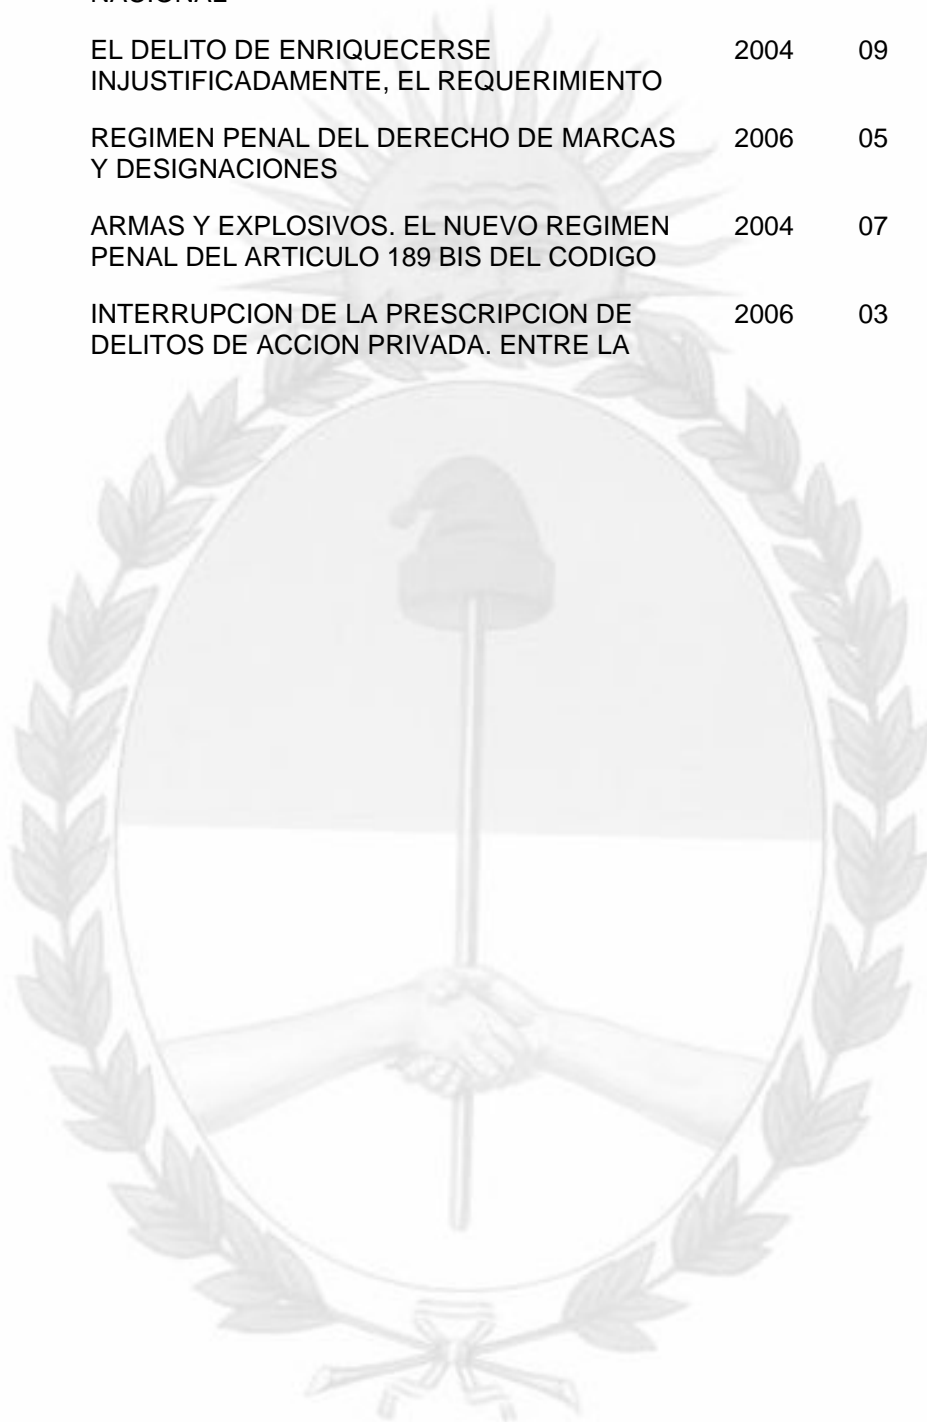 NACIONAL
EL DELITO DE ENRIQUECERSE 2004 09
INJUSTIFICADAMENTE, EL REQUERIMIENTO
REGIMEN PENAL DEL DERECHO DE MARCAS 2006 05
Y DESIGNACIONES
ARMAS Y EXPLOSIVOS. EL NUEVO REGIMEN 2004 07
PENAL DEL ARTICULO 189 BIS DEL CODIGO
INTERRUPCION DE LA PRESCRIPCION DE 2006 03
DELITOS DE ACCION PRIVADA. ENTRE LA